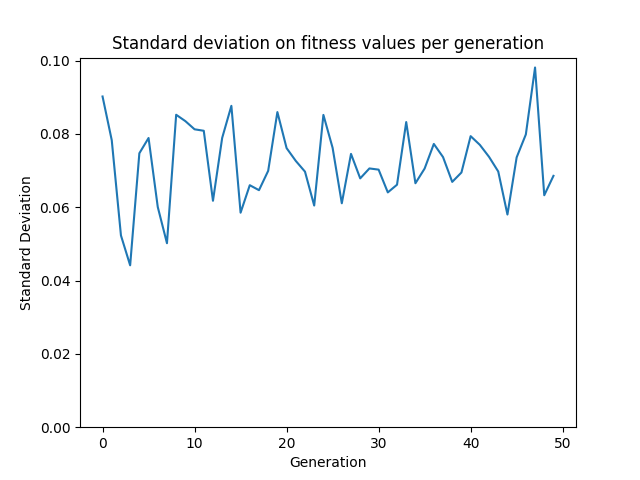 Standard deviation on fitness values per generation
0.10
0.08
0.06
0.04
0.02
0.00
Standard Deviation
0 10 20 30 40 50
Generation